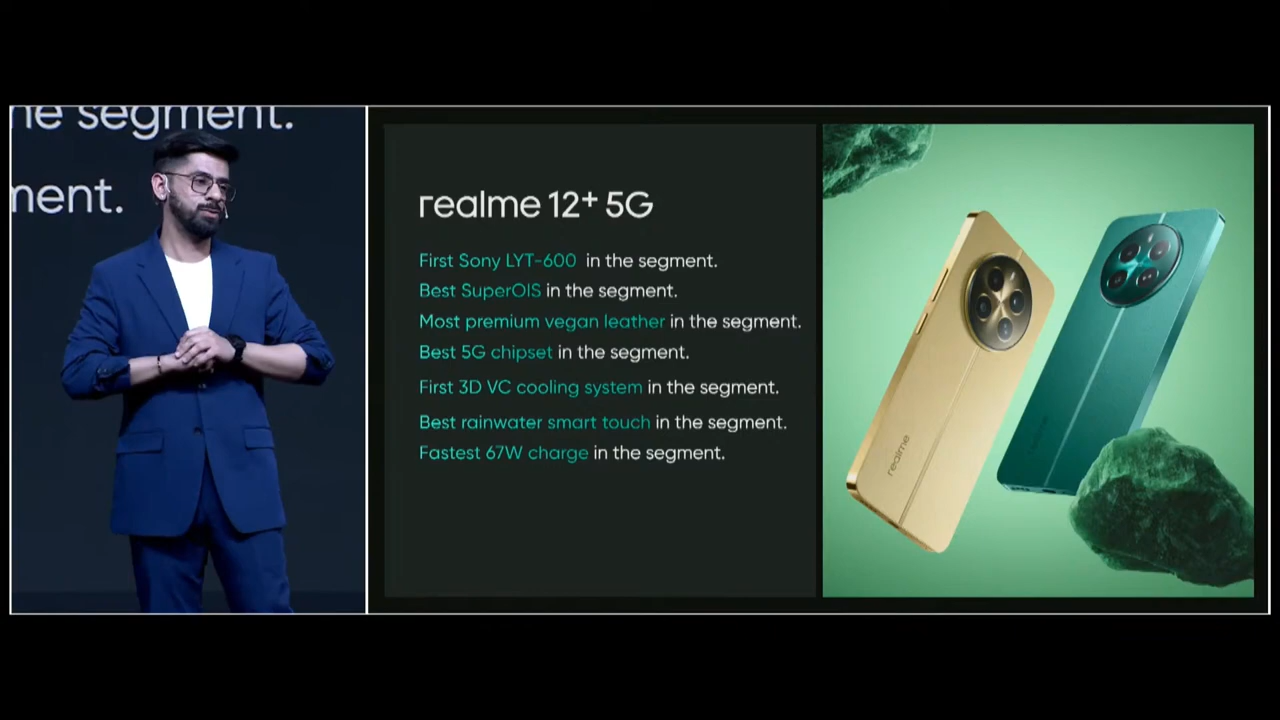 he segment.
ment.
realme 12+ 5G
First Sony LYT-600 in the segment.
Best SuperOIS in the segment.
Most premium vegan leather in the segment.
Best 5G chipset in the segment.
First 3D VC cooling system in the segment.
Best rainwater smart touch in the segment.
Fastest 67W charge in the segment.
realme